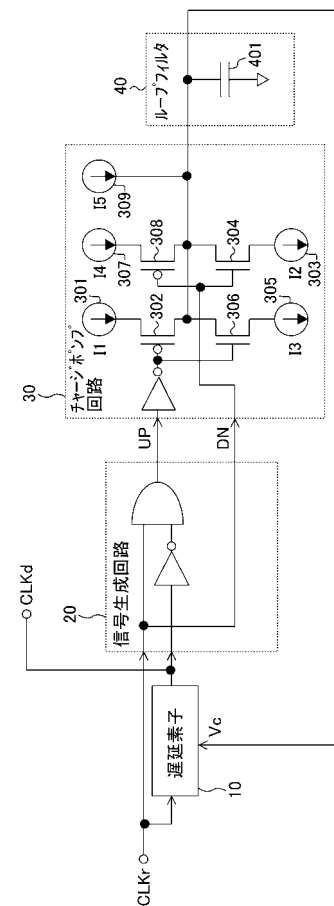 CLKr
10
遅延素子
Vc
CLKd
20
信号生成回路
UP
DN
30
チャージポンプ
回路
I1
301
302
I4
307
308
I5
309
306
304
I3
305
I2
303
40
ループフィルタ
401